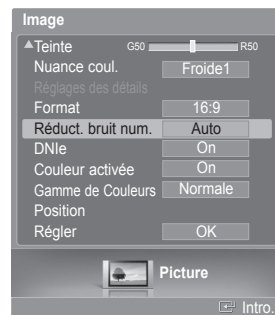 Image
▲Teinte G50 R50
Nuance coul. Froide1
Réglages des détails
Format 16:9
Réduct. bruit num. Auto
DNIe On
Couleur activée On
Gamme de Couleurs Normale
Position
Régler OK
Picture
Intro.